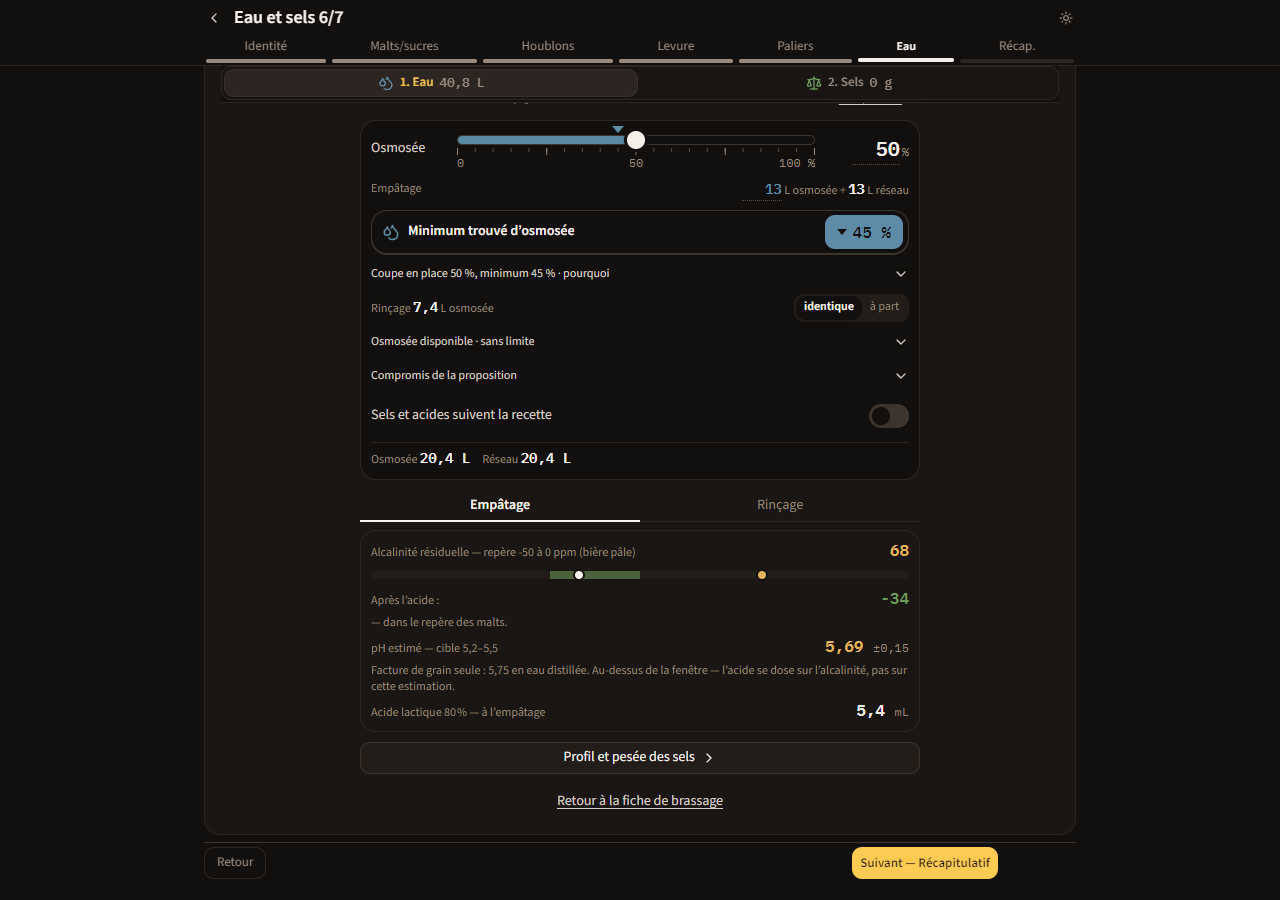 Eau et sels 6/7
Identité Malts/sucres Houblons Levure Paliers Eau Récap.
1. Eau 40,8 L 2. Sels 0 g
Osmosée 50 %
0 50 100 %
Empâtage 13 L osmosée + 13 L réseau
Minimum trouvé d’osmosée 45 %
Coupe en place 50 %, minimum 45 % · pourquoi
Rinçage 7,4 L osmosée identique à part
Osmosée disponible · sans limite
Compromis de la proposition
Sels et acides suivent la recette
Osmosée 20,4 L Réseau 20,4 L
Empâtage Rinçage
Alcalinité résiduelle — repère -50 à 0 ppm (bière pâle) 68
Après l’acide : -34
— dans le repère des malts.
pH estimé — cible 5,2–5,5 5,69 ±0,15
Facture de grain seule : 5,75 en eau distillée. Au-dessus de la fenêtre — l’acide se dose sur l’alcalinité, pas sur
cette estimation.
Acide lactique 80 % — à l’empâtage 5,4 mL
Profil et pesée des sels
Retour à la fiche de brassage
Retour Suivant — Récapitulatif